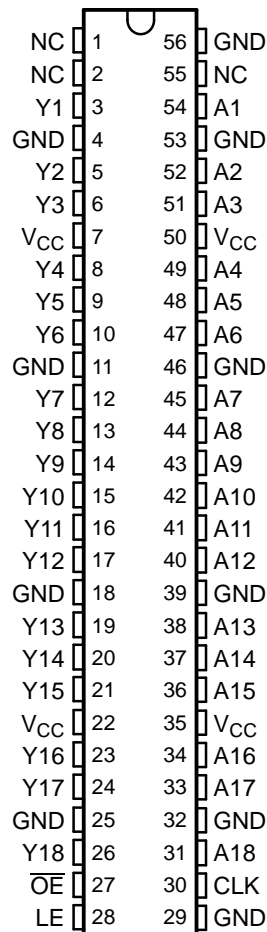 NC 1 56 GND
NC 2 55 NC
Y1 3 54 A1
GND 4 53 GND
Y2 5 52 A2
Y3 6 51 A3
VCC 7 50 VCC
Y4 8 49 A4
Y5 9 48 A5
Y6 10 47 A6
GND 11 46 GND
Y7 12 45 A7
Y8 13 44 A8
Y9 14 43 A9
Y10 15 42 A10
Y11 16 41 A11
Y12 17 40 A12
GND 18 39 GND
Y13 19 38 A13
Y14 20 37 A14
Y15 21 36 A15
VCC 22 35 VCC
Y16 23 34 A16
Y17 24 33 A17
GND 25 32 GND
Y18 26 31 A18
O̅E̅ 27 30 CLK
LE 28 29 GND